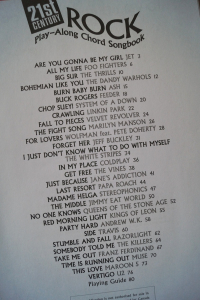 21st CENTURY
ROCK
Play-Along Chord Songbook
ARE YOU GONNA BE MY GIRL JET 3
ALL MY LIFE FOO FIGHTERS 6
BIG SUR THE THRILLS 61
BOHEMIAN LIKE YOU THE DANDY WARHOLS 12
BURN BABY BURN ASH 15
BUCK ROGERS FEEDER 18
CHOP SUEY! SYSTEM OF A DOWN 20
CRAWLING LINKIN PARK 22
FALL TO PIECES VELVET REVOLVER 24
THE FIGHT SONG MARILYN MANSON 26
FOR LOVERS WOLFMAN feat. PETE DOHERTY 28
FORGET HER JEFF BUCKLEY 31
I JUST DON'T KNOW WHAT TO DO WITH MYSELF
THE WHITE STRIPES 34
IN MY PLACE COLDPLAY 36
GET FREE THE VINES 38
JUST BECAUSE JANE'S ADDICTION 41
LAST RESORT PAPA ROACH 44
MADAME HELGA STEREOPHONICS 47
THE MIDDLE JIMMY EAT WORLD 50
NO ONE KNOWS QUEENS OF THE STONE AGE 52
RED MORNING LIGHT KINGS OF LEON 55
PARTY HARD ANDREW W.K. 58
SIDE TRAVIS 60
STUMBLE AND FALL RAZORLIGHT
SOMEBODY TOLD ME THE KILLERS
TAKE ME OUT FRANZ FERDINAND
TIME IS RUNNING OUT MUSE 70
THIS LOVE MAROON 5 73
VERTIGO U2 76
Playing Guide 80